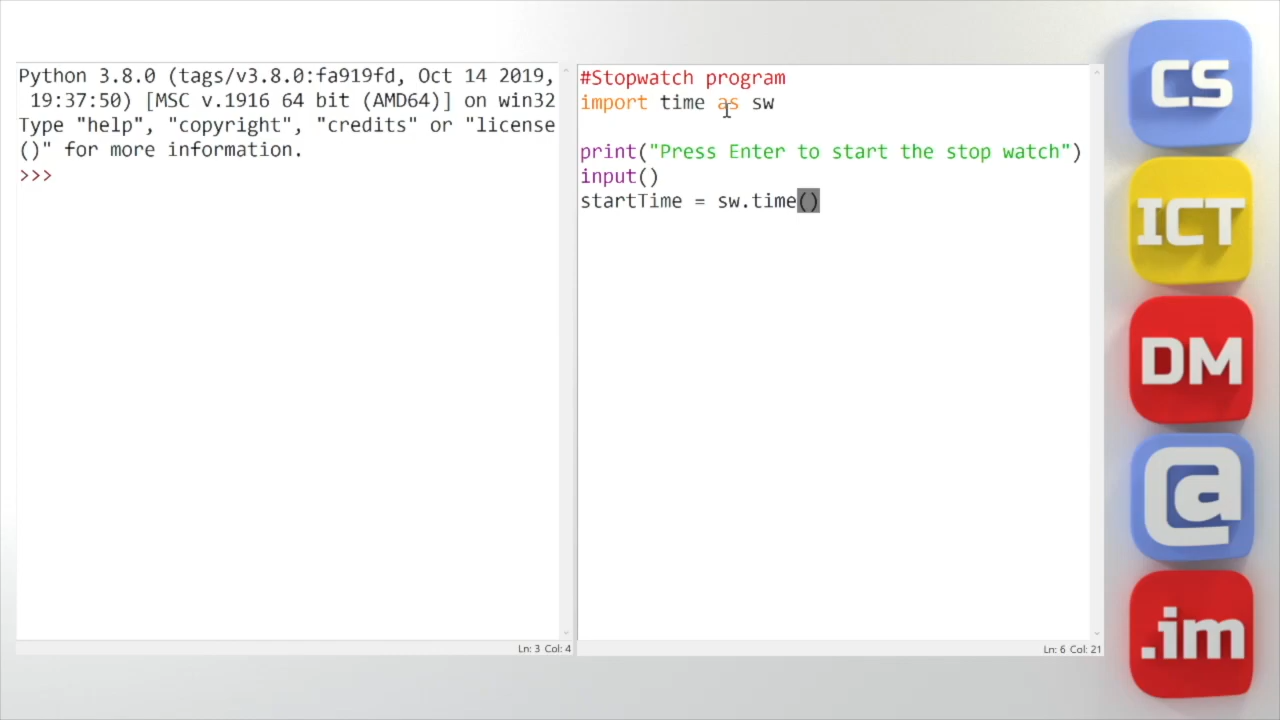 Python 3.8.0 (tags/v3.8.0:fa919fd, Oct 14 2019,
19:37:50) [MSC v.1916 64 bit (AMD64)] on win32
Type "help", "copyright", "credits" or "license
()" for more information.
>>>
Ln: 3 Col: 4
#Stopwatch program
import time as sw
print("Press Enter to start the stop watch")
input()
startTime = sw.time()
Ln: 6 Col: 21
CS
ICT
DM
@
.im